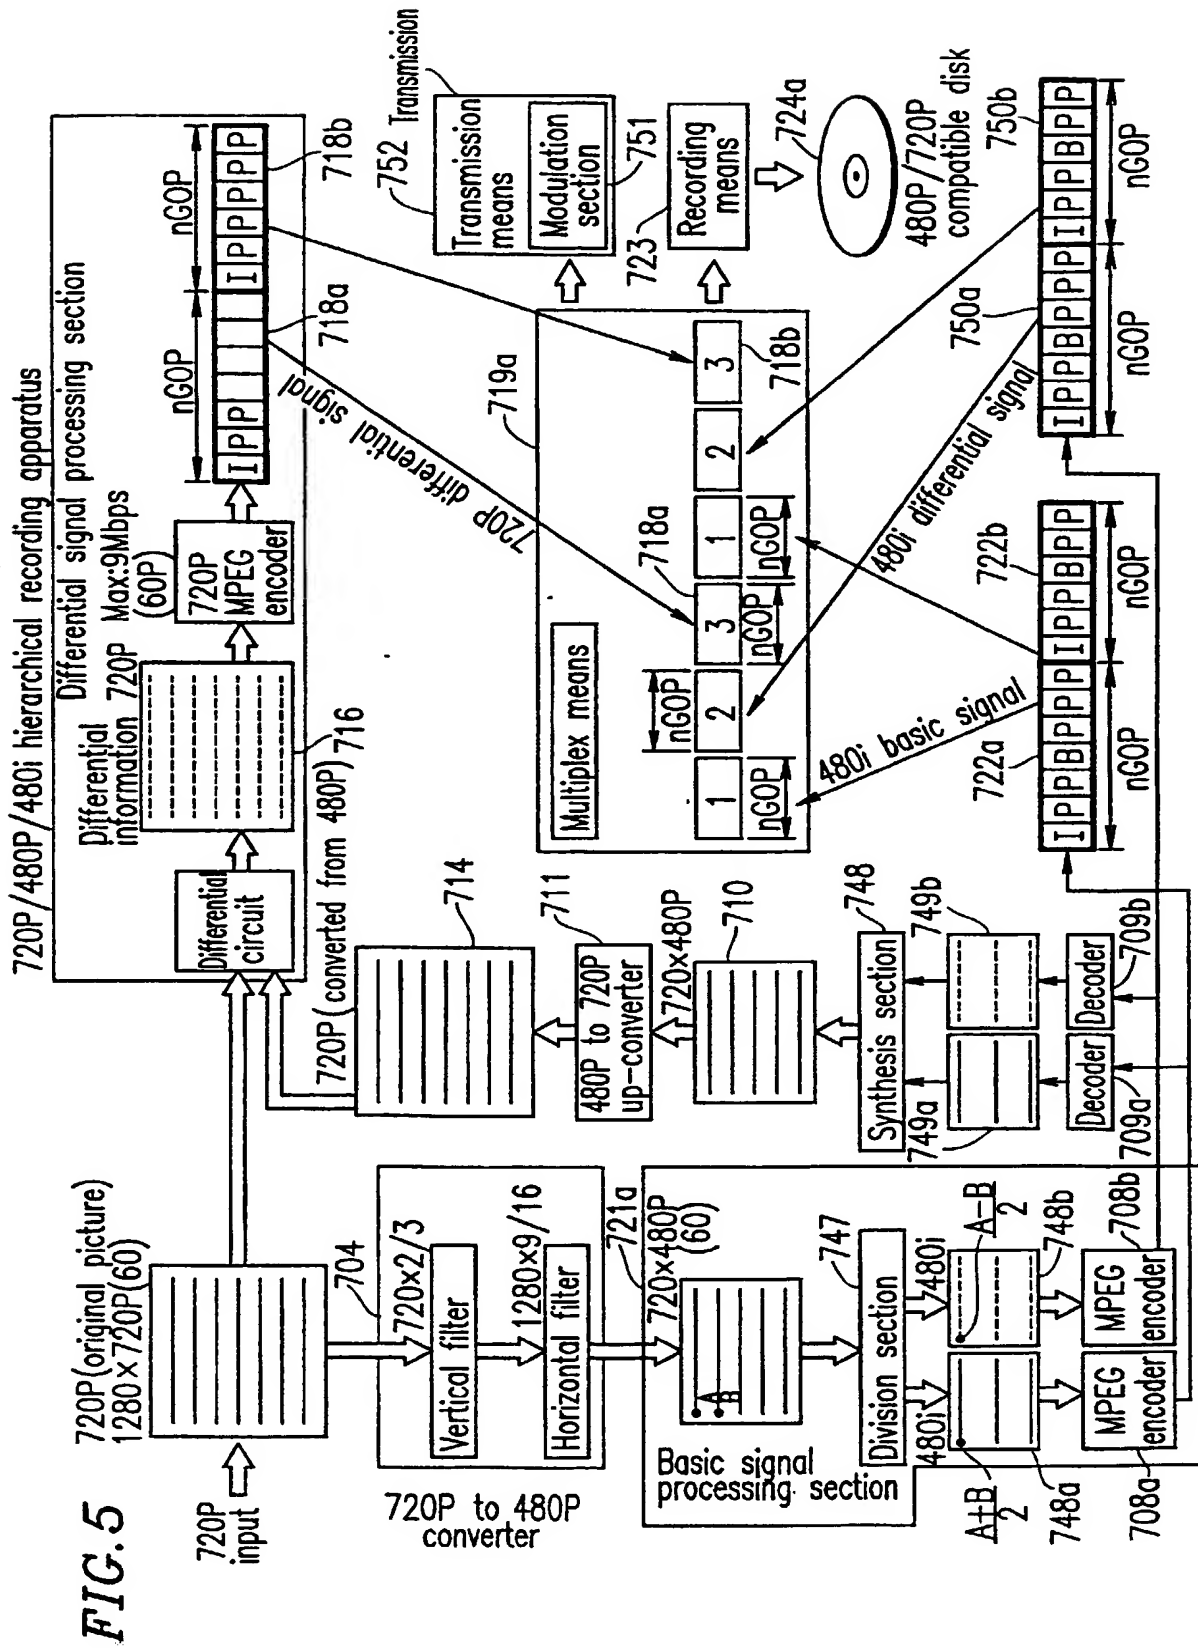 FIG.5
720P/480P/480i hierarchical recording apparatus
Differential signal processing section
720P
input
720P(original picture)
1280×720P(60)
Differential
circuit
Differential
information 720P
716
Max:9Mbps
(60P)
720P
MPEG
encoder
nGOP
nGOP
I P P I P P P P P
718a
718b
720P(converted from 480P)
714
704
720×2/3
Vertical filter
1280×9/16
Horizontal filter
720P to 480P
converter
480P to 720P
up-converter
711
720×480P
710
720P differential signal
719a
Multiplex means
1 2 3 1 2 3
nGOP
nGOP
nGOP
nGOP
718a
718b
752
Transmission
Transmission
means
Modulation
section
751
723
Recording
means
724a
480P/720P
compatible disk
721a
720×480P
(60)
A
B
Basic signal
processing section
747
Division section
480i
480i
A+B
2
A−B
2
748a
748b
MPEG
encoder
MPEG
encoder
708a
708b
Synthesis section
748
749a
749b
Decoder
Decoder
709a
709b
480i basic signal
480i differential signal
722a
722b
I P P B P P P I P P B P P
nGOP
nGOP
750a
750b
I P P B P P P I P P B P P
nGOP
nGOP